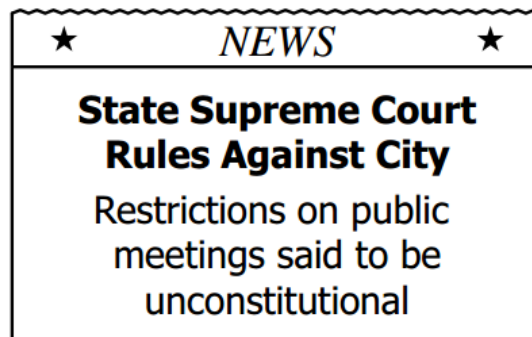 ★ NEWS ★
State Supreme Court
Rules Against City
Restrictions on public
meetings said to be
unconstitutional